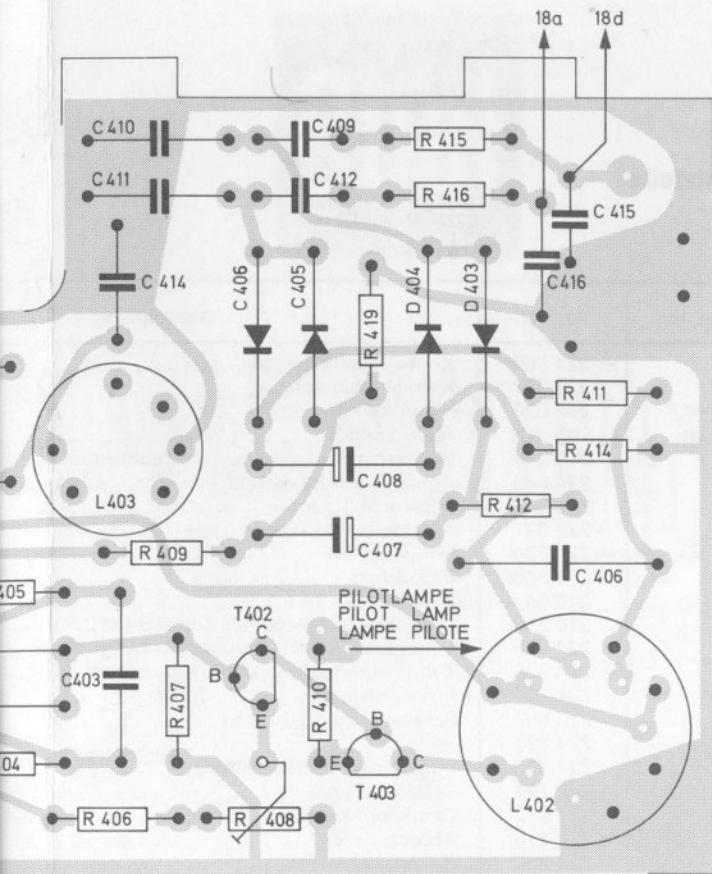 18a 18d
C 410
C 409
R 415
C 411
C 412
R 416
C 415
C 414
C 406
C 405
R 419
D 404
D 403
C 416
R 411
R 414
L 403
C 408
R 412
R 409
C 407
C 406
405
T402
C
B
E
PILOTLAMPE
PILOT LAMP
LAMPE PILOTE
C403
R 407
R 410
B
E
C
T 403
04
L 402
R 406
R 408